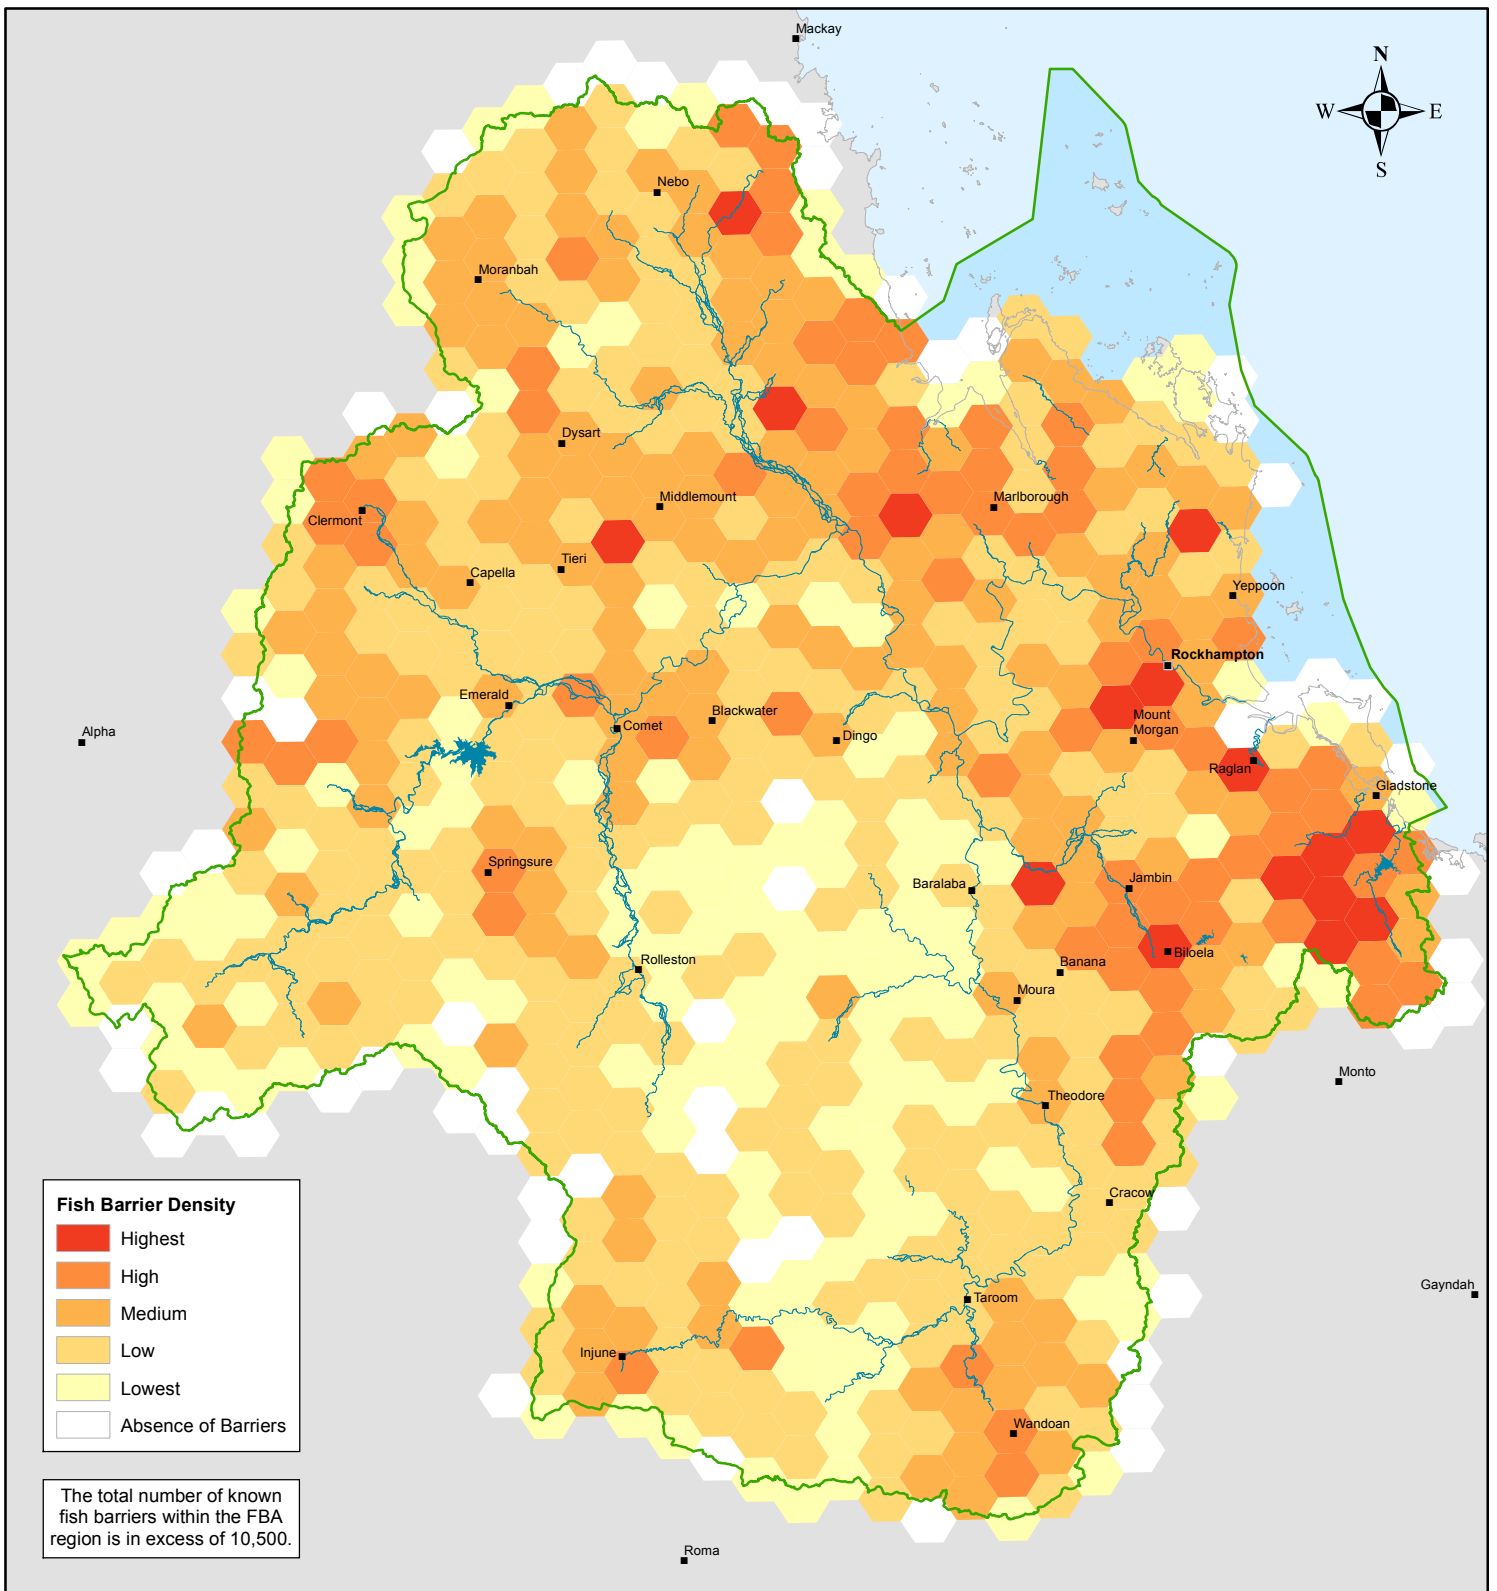 Mackay
N
W
E
S
Nebo
Moranbah
Dysart
Middlemount
Marlborough
Clermont
Tieri
Capella
Yeppoon
Rockhampton
Emerald
Blackwater
Mount
Morgan
Comet
Dingo
Alpha
Raglan
Gladstone
Springsure
Baralaba
Jambin
Biloela
Rolleston
Banana
Moura
Monto
Theodore
Cracow
Gayndah
Taroom
Injune
Wandoan
Roma
Fish Barrier Density
Highest
High
Medium
Low
Lowest
Absence of Barriers
The total number of known
fish barriers within the FBA
region is in excess of 10,500.